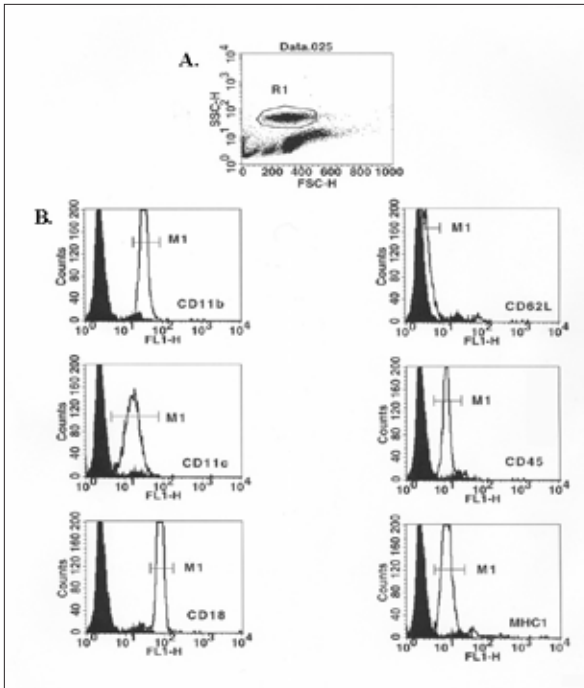 Data.025
A.
R1
SSC-H
10⁰ 10¹ 10² 10³ 10⁴
0 200 400 600 800 1000
FSC-H
B.
Counts
0 40 80 120 160 200
M1
CD11b
10⁰ 10¹ 10² 10³ 10⁴
FL1-H
Counts
0 40 80 120 160 200
M1
CD62L
10⁰ 10¹ 10² 10³ 10⁴
FL1-H
Counts
0 40 80 120 160 200
M1
CD11c
10⁰ 10¹ 10² 10³ 10⁴
FL1-H
Counts
0 40 80 120 160 200
M1
CD45
10⁰ 10¹ 10² 10³ 10⁴
FL1-H
Counts
0 40 80 120 160 200
M1
CD18
10⁰ 10¹ 10² 10³ 10⁴
FL1-H
Counts
0 40 80 120 160 200
M1
MHC1
10⁰ 10¹ 10² 10³ 10⁴
FL1-H